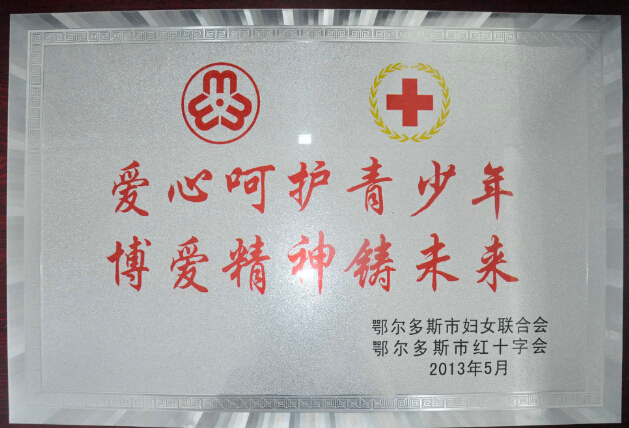 爱心呵护青少年
博爱精神铸未来
鄂尔多斯市妇女联合会
鄂尔多斯市红十字会
2013年5月